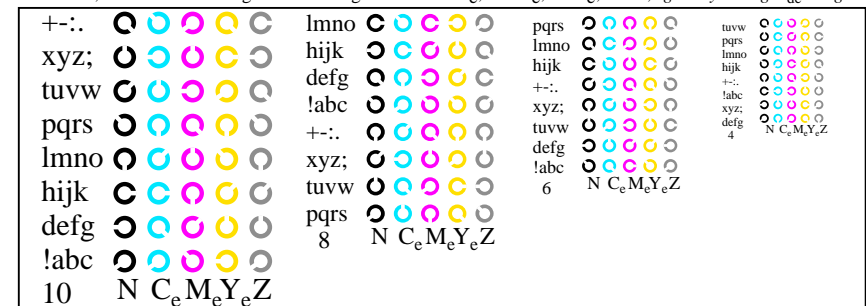 +-:.
xyz;
tuvw
pqrs
lmno
hijk
defg
!abc
10 N CeMeYeZ
lmno
hijk
defg
!abc
+-:.
xyz;
tuvw
pqrs
8 N CeMeYeZ
pqrs
lmno
hijk
+-:.
xyz;
tuvw
defg
!abc
6 N CeMeYeZ
tuvw
pqrs
lmno
hijk
+-:.
!abc
xyz;
defg
4 N CeMeYeZ